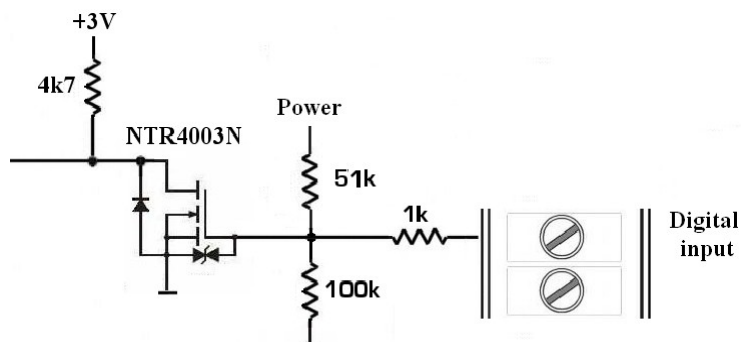 +3V
4k7
NTR4003N
Power
51k
1k
100k
Digital
input